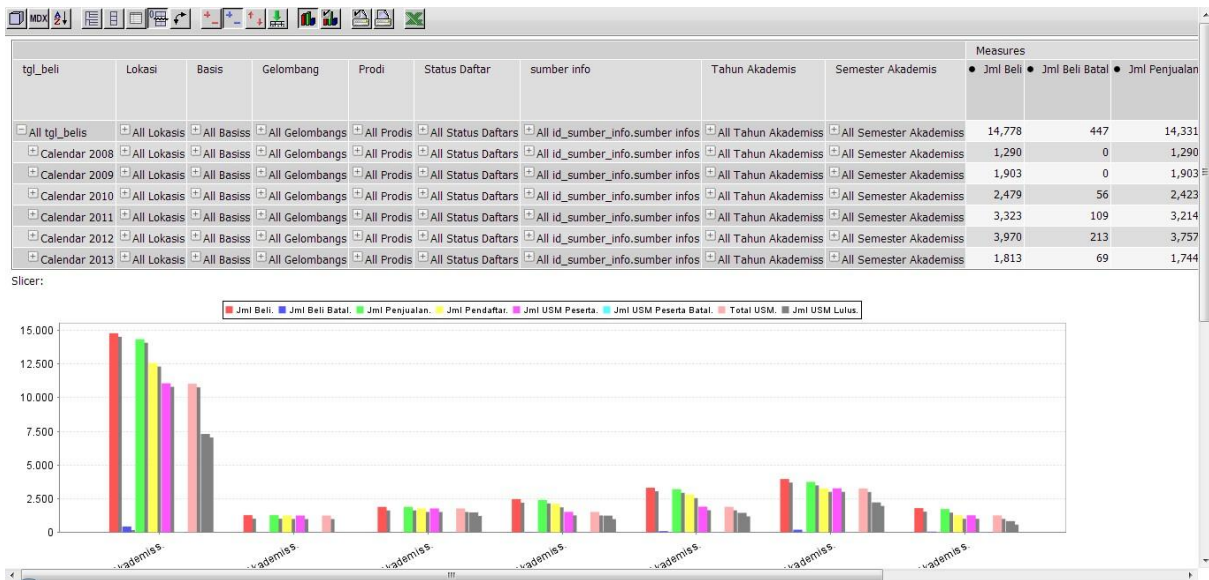 MDX
Measures
tgl_beli Lokasi Basis Gelombang Prodi Status Daftar sumber info Tahun Akademis Semester Akademis Jml Beli Jml Beli Batal Jml Penjualan
All tgl_belis All Lokasis All Basiss All Gelombangs All Prodis All Status Daftars All id_sumber_info.sumber infos All Tahun Akademiss All Semester Akademiss 14,778 447 14,331
Calendar 2008 All Lokasis All Basiss All Gelombangs All Prodis All Status Daftars All id_sumber_info.sumber infos All Tahun Akademiss All Semester Akademiss 1,290 0 1,290
Calendar 2009 All Lokasis All Basiss All Gelombangs All Prodis All Status Daftars All id_sumber_info.sumber infos All Tahun Akademiss All Semester Akademiss 1,903 0 1,903
Calendar 2010 All Lokasis All Basiss All Gelombangs All Prodis All Status Daftars All id_sumber_info.sumber infos All Tahun Akademiss All Semester Akademiss 2,479 56 2,423
Calendar 2011 All Lokasis All Basiss All Gelombangs All Prodis All Status Daftars All id_sumber_info.sumber infos All Tahun Akademiss All Semester Akademiss 3,323 109 3,214
Calendar 2012 All Lokasis All Basiss All Gelombangs All Prodis All Status Daftars All id_sumber_info.sumber infos All Tahun Akademiss All Semester Akademiss 3,970 213 3,757
Calendar 2013 All Lokasis All Basiss All Gelombangs All Prodis All Status Daftars All id_sumber_info.sumber infos All Tahun Akademiss All Semester Akademiss 1,813 69 1,744
Slicer:
Jml Beli. Jml Beli Batal. Jml Penjualan. Jml Pendaftar. Jml USM Peserta. Jml USM Peserta Batal. Total USM. Jml USM Lulus.
15.000
12.500
10.000
7.500
5.000
2.500
0
kademiss. kademiss. kademiss. kademiss. kademiss. kademiss. kademiss.